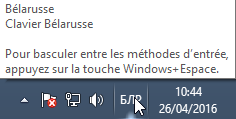 Bélarusse
Clavier Bélarusse
Pour basculer entre les méthodes d'entrée,
appuyez sur la touche Windows+Espace.
БЛР
10:44
26/04/2016